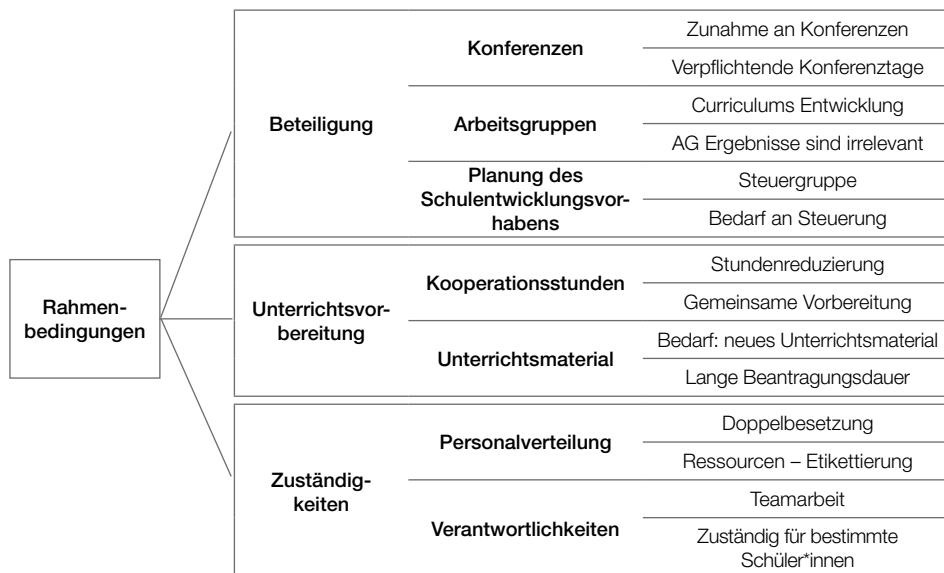 Rahmen-
bedingungen
Beteiligung
Konferenzen
Zunahme an Konferenzen
Verpflichtende Konferenztage
Arbeitsgruppen
Curriculums Entwicklung
AG Ergebnisse sind irrelevant
Planung des
Schulentwicklungsvor-
habens
Steuergruppe
Bedarf an Steuerung
Unterrichtsvor-
bereitung
Kooperationsstunden
Stundenreduzierung
Gemeinsame Vorbereitung
Unterrichtsmaterial
Bedarf: neues Unterrichtsmaterial
Lange Beantragungsdauer
Zuständig-
keiten
Personalverteilung
Doppelbesetzung
Ressourcen – Etikettierung
Verantwortlichkeiten
Teamarbeit
Zuständig für bestimmte
Schüler*innen